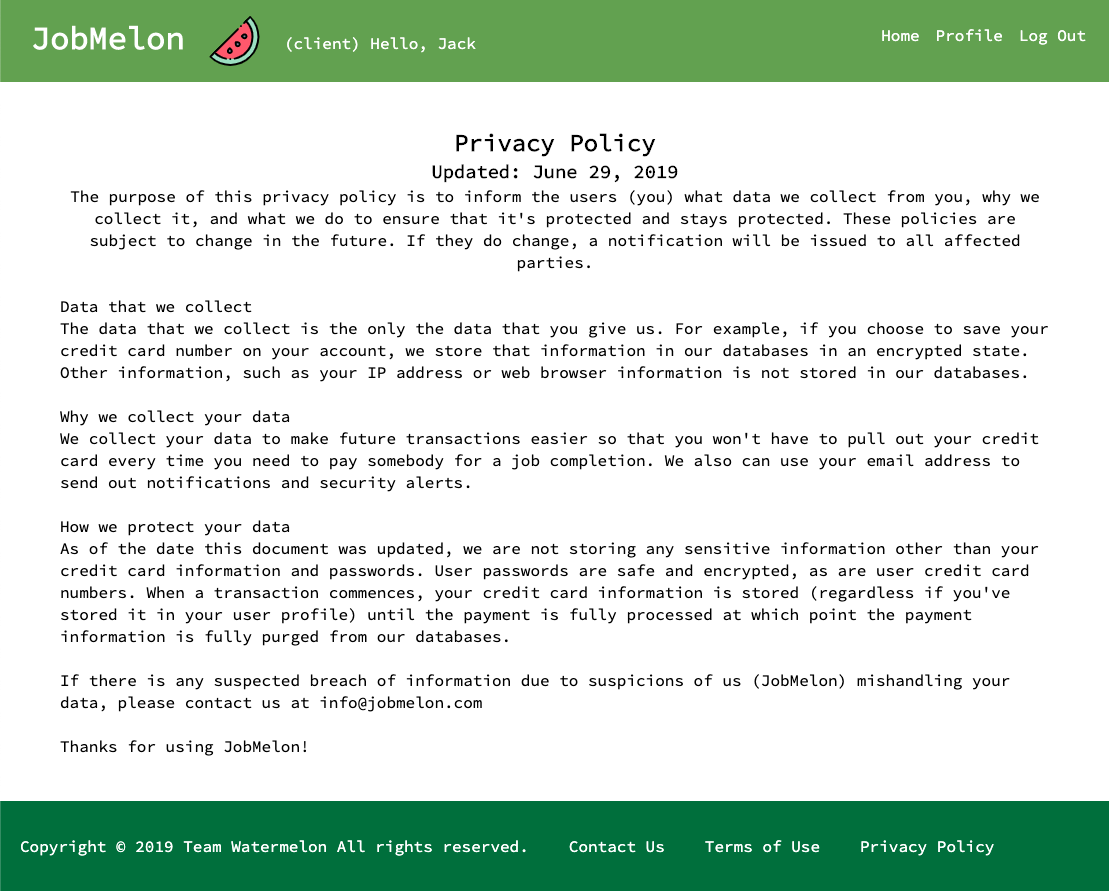 JobMelon (client) Hello, Jack Home Profile Log Out
Privacy Policy
Updated: June 29, 2019
The purpose of this privacy policy is to inform the users (you) what data we collect from you, why we
collect it, and what we do to ensure that it's protected and stays protected. These policies are
subject to change in the future. If they do change, a notification will be issued to all affected
parties.
Data that we collect
The data that we collect is the only the data that you give us. For example, if you choose to save your
credit card number on your account, we store that information in our databases in an encrypted state.
Other information, such as your IP address or web browser information is not stored in our databases.
Why we collect your data
We collect your data to make future transactions easier so that you won't have to pull out your credit
card every time you need to pay somebody for a job completion. We also can use your email address to
send out notifications and security alerts.
How we protect your data
As of the date this document was updated, we are not storing any sensitive information other than your
credit card information and passwords. User passwords are safe and encrypted, as are user credit card
numbers. When a transaction commences, your credit card information is stored (regardless if you've
stored it in your user profile) until the payment is fully processed at which point the payment
information is fully purged from our databases.
If there is any suspected breach of information due to suspicions of us (JobMelon) mishandling your
data, please contact us at info@jobmelon.com
Thanks for using JobMelon!
Copyright © 2019 Team Watermelon All rights reserved. Contact Us Terms of Use Privacy Policy